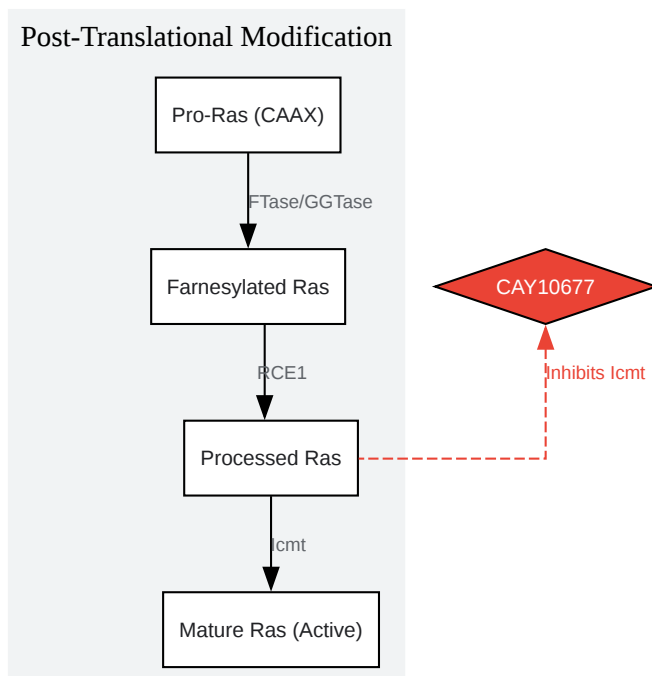 Post-Translational Modification
Pro-Ras (CAAX)
FTase/GGTase
Farnesylated Ras
CAY10677
RCE1
Inhibits Icmt
Processed Ras
Icmt
Mature Ras (Active)